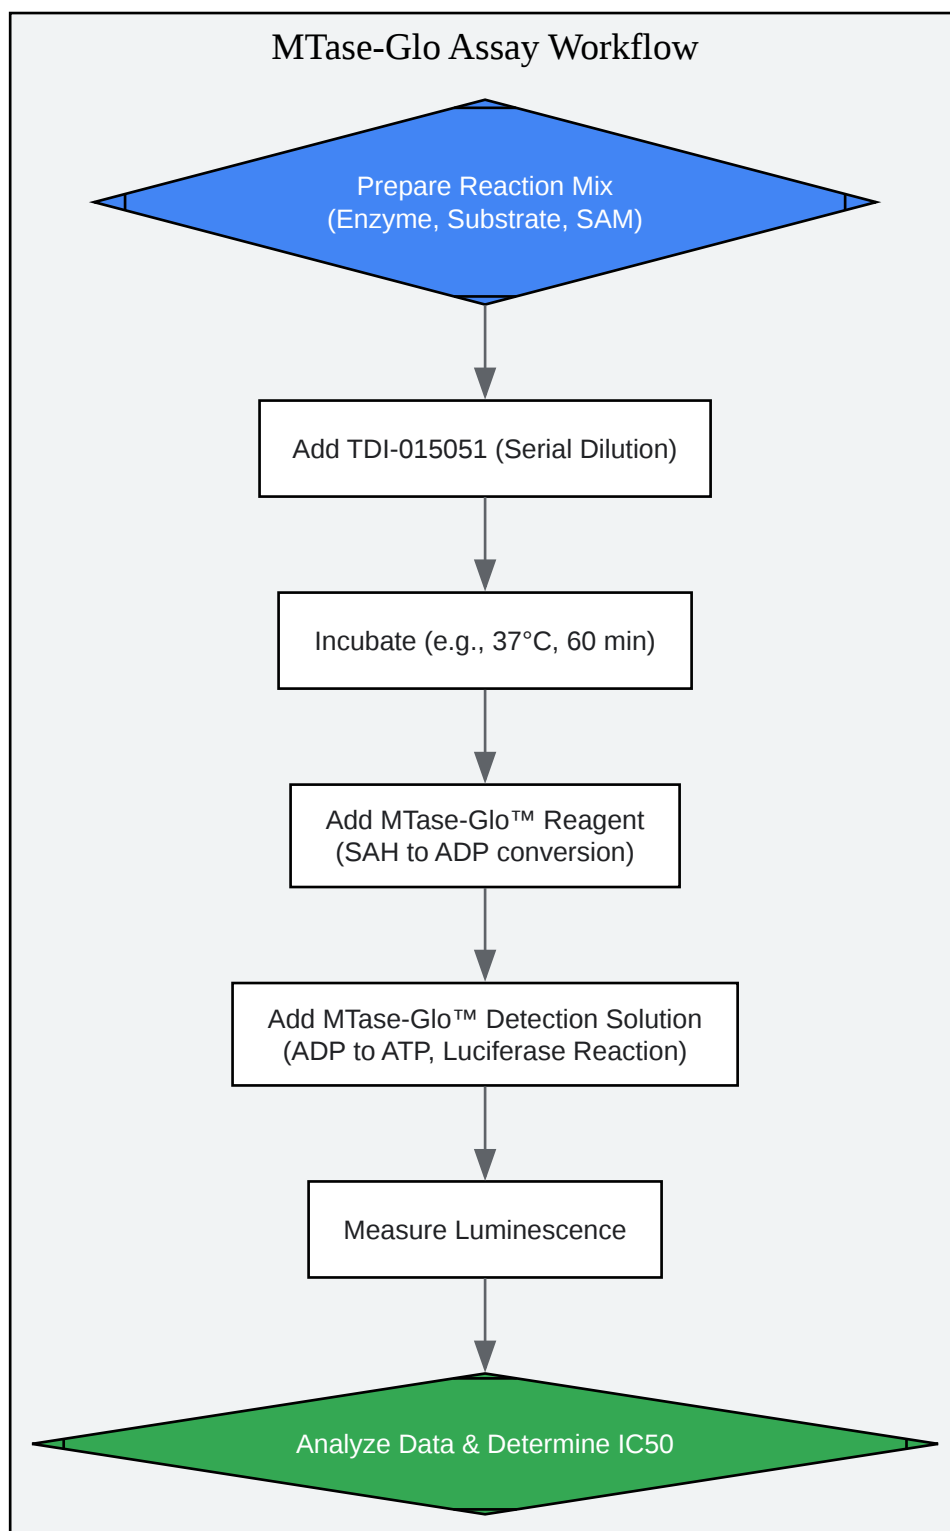 MTase-Glo Assay Workflow
Prepare Reaction Mix
(Enzyme, Substrate, SAM)
Add TDI-015051 (Serial Dilution)
Incubate (e.g., 37°C, 60 min)
Add MTase-Glo™ Reagent
(SAH to ADP conversion)
Add MTase-Glo™ Detection Solution
(ADP to ATP, Luciferase Reaction)
Measure Luminescence
Analyze Data & Determine IC50